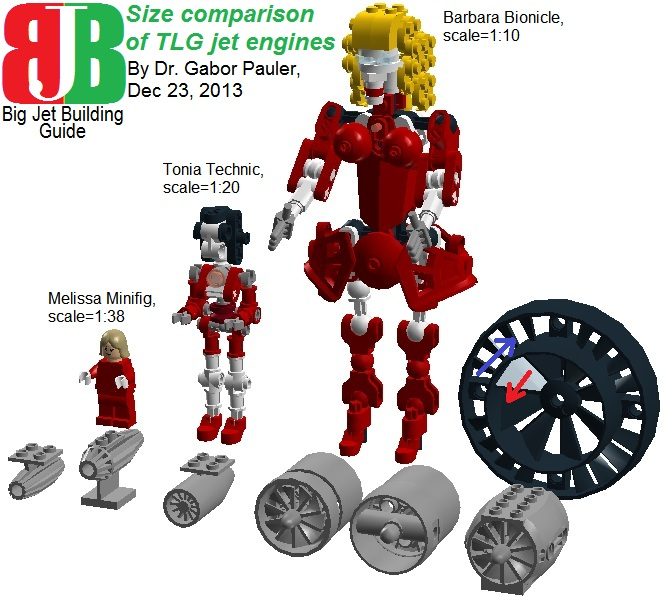 BJB
Big Jet Building
Guide
Size comparison
of TLG jet engines
By Dr. Gabor Pauler,
Dec 23, 2013
Barbara Bionicle,
scale=1:10
Tonia Technic,
scale=1:20
Melissa Minifig,
scale=1:38